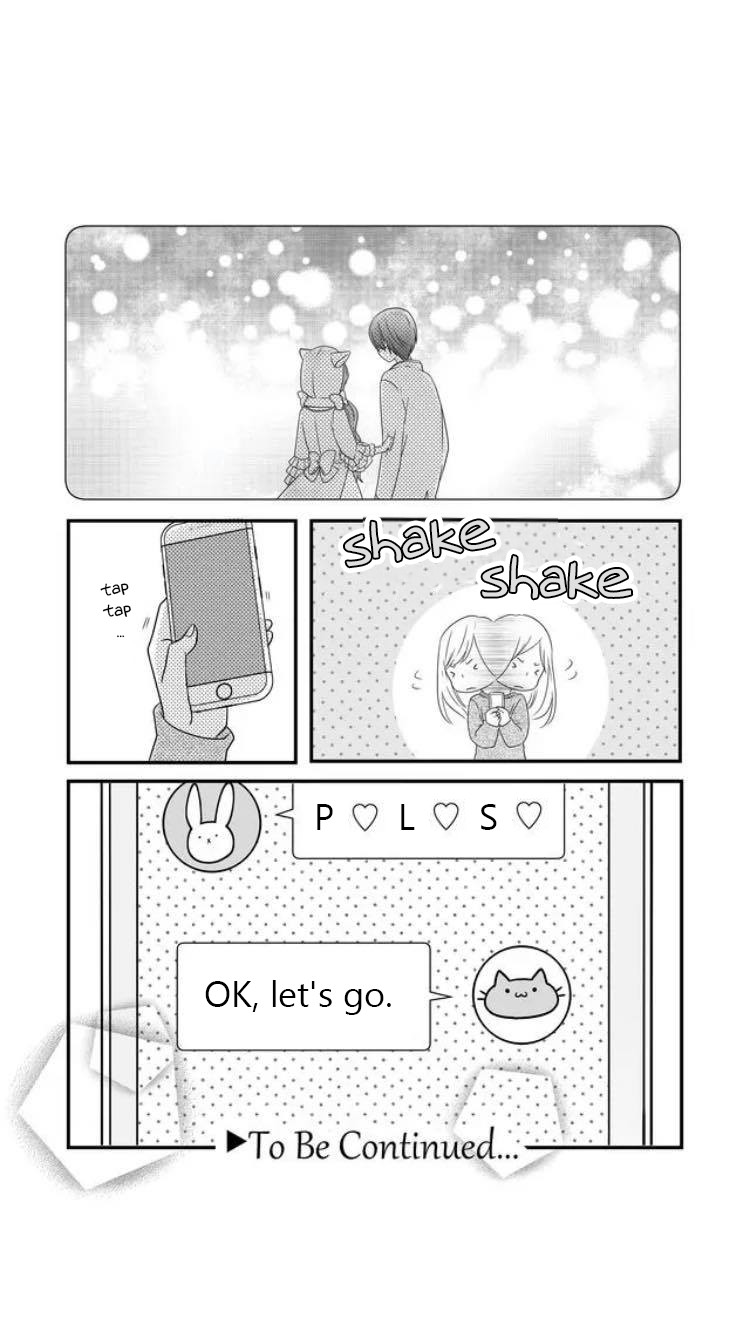 tap
tap
...
shake
shake
P ♡ L ♡ S ♡
OK, let's go.
▶To Be Continued...